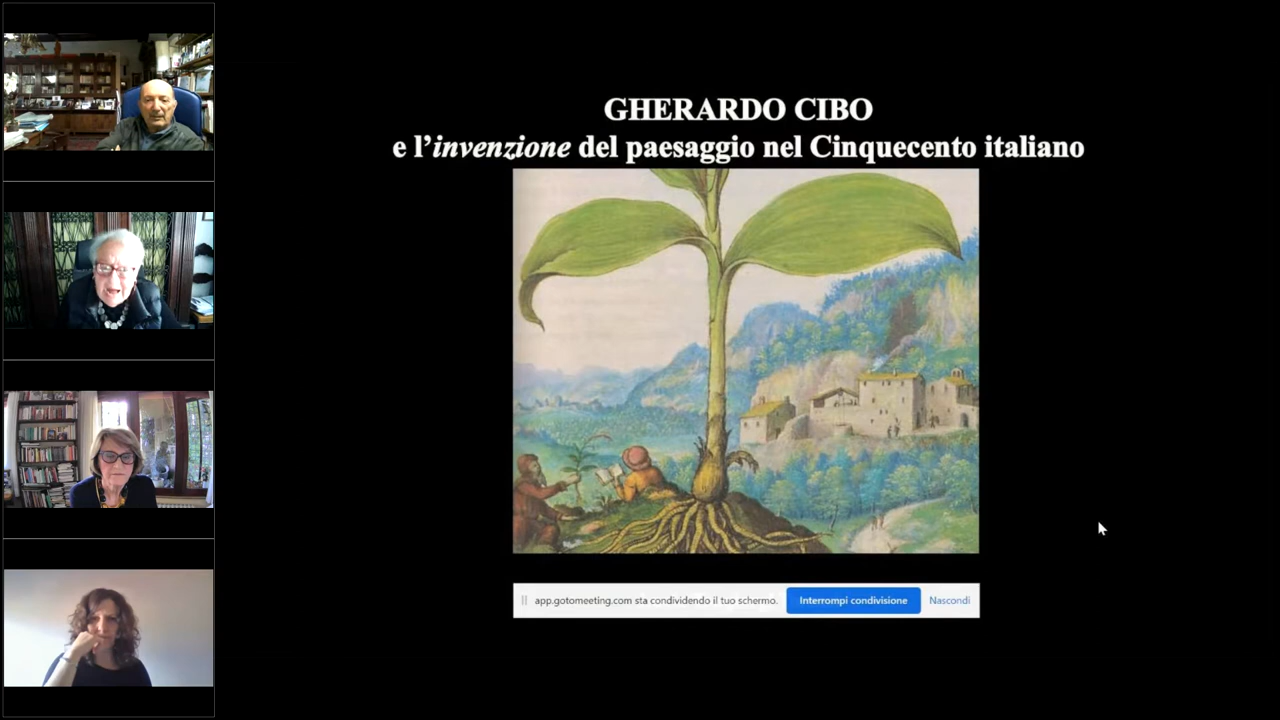 GHERARDO CIBO
e l’invenzione del paesaggio nel Cinquecento italiano
app.gotomeeting.com sta condividendo il tuo schermo. Interrompi condivisione Nascondi